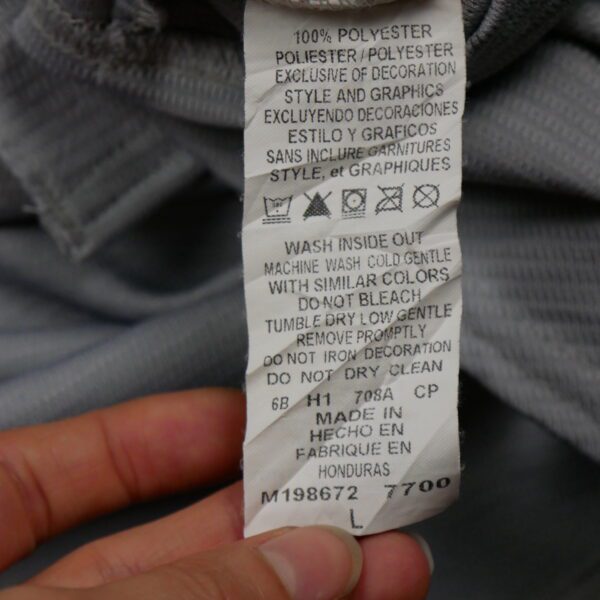 100% POLYESTER
POLIESTER / POLYESTER
EXCLUSIVE OF DECORATION
STYLE AND GRAPHICS
EXCLUYENDO DECORACIONES
ESTILO Y GRAFICOS
SANS INCLURE GARNITURES
STYLE, et GRAPHIQUES
WASH INSIDE OUT
MACHINE WASH COLD GENTLE
WITH SIMILAR COLORS
DO NOT BLEACH
TUMBLE DRY LOW GENTLE
REMOVE PROMPTLY
DO NOT IRON DECORATION
DO NOT DRY CLEAN
6B H1 708A CP
MADE IN
HECHO EN
FABRIQUE EN
HONDURAS
M198672 7700
L